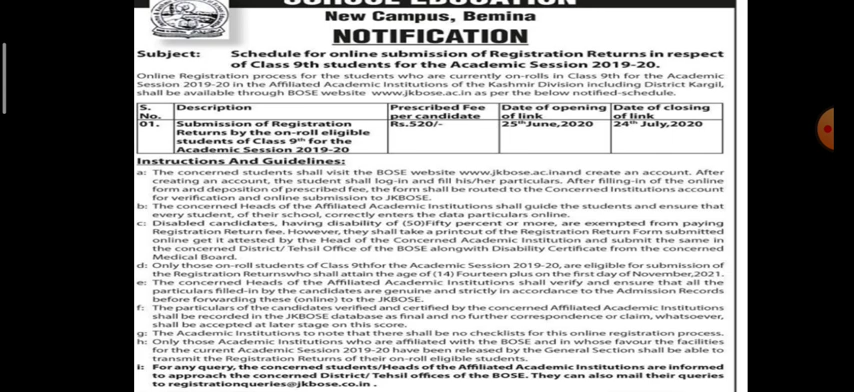 SCHOOL EDUCATION
New Campus, Bemina
NOTIFICATION
Subject: Schedule for online submission of Registration Returns in respect
of Class 9th students for the Academic Session 2019-20.
Online Registration process for the students who are currently on-rolls in Class 9th for the Academic
Session 2019-20 in the Affiliated Academic Institutions of the Kashmir Division including District Kargil,
shall be available through BOSE website www.jkbose.ac.in as per the below notified-schedule.
S. Description Prescribed Fee Date of opening Date of closing
No. per candidate of link of link
01. Submission of Registration Rs.520/- 25thJune,2020 24th July,2020
Returns by the on-roll eligible
students of Class 9th for the
Academic Session 2019-20
Instructions And Guidelines:
a: The concerned students shall visit the BOSE website www.jkbose.ac.inand create an account. After
creating an account, the student shall log-in and fill his/her particulars. After filling-in of the online
form and deposition of prescribed fee, the form shall be routed to the Concerned Institutions account
for verification and online submission to JKBOSE.
b: The concerned Heads of the Affiliated Academic Institutions shall guide the students and ensure that
every student, of their school, correctly enters the data particulars online.
c: Disabled candidates, having disability of (50)Fifty percent or more, are exempted from paying
Registration Return fee. However, they shall take a printout of the Registration Return Form submitted
online get it attested by the Head of the Concerned Academic Institution and submit the same in
the concerned District/ Tehsil Office of the BOSE alongwith Disability Certificate from the concerned
Medical Board.
d: Only those on-roll students of Class 9thfor the Academic Session 2019-20, are eligible for submission of
the Registration Returnswho shall attain the age of (14) Fourteen plus on the first day of November,2021.
e: The concerned Heads of the Affiliated Academic Institutions shall verify and ensure that all the
particulars filled-in by the candidates are genuine and strictly in accordance to the Admission Records
before forwarding these (online) to the JKBOSE.
f: The particulars of the candidates verified and certified by the concerned Affiliated Academic Institutions
shall be recorded in the JKBOSE database as final and no further correspondence or claim, whatsoever,
shall be accepted at later stage on this score.
g: The Academic Institutions to note that there shall be no checklists for this online registration process.
h: Only those Academic Institutions who are affiliated with the BOSE and in whose favour the facilities
for the current Academic Session 2019-20 have been released by the General Section shall be able to
transmit the Registration Returns of their on-roll eligible students.
i: For any query, the concerned students/Heads of the Affiliated Academic Institutions are informed
to approach the concerned District/ Tehsil offices of the BOSE. They can also mail their queries
to registrationqueries@jkbose.co.in .